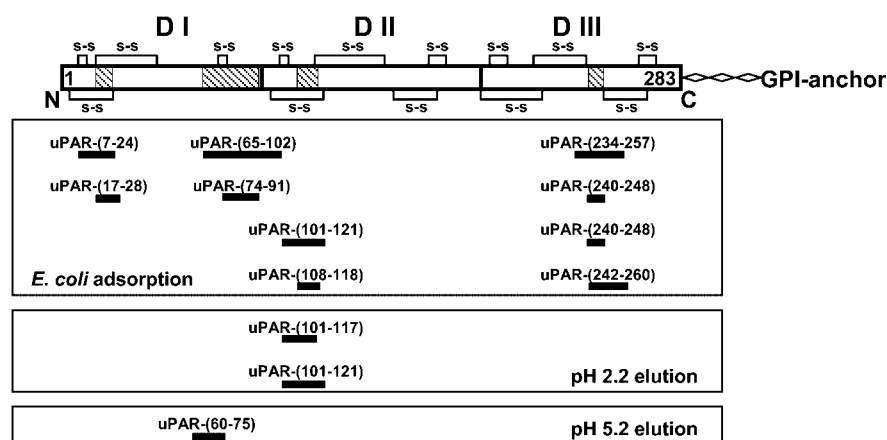 D I D II D III
s-s s-s s-s s-s s-s s-s s-s s-s s-s
1 283
N C GPI-anchor
s-s s-s s-s s-s s-s
uPAR-(7-24) uPAR-(65-102) uPAR-(234-257)
uPAR-(17-28) uPAR-(74-91) uPAR-(240-248)
uPAR-(101-121) uPAR-(240-248)
E. coli adsorption uPAR-(108-118) uPAR-(242-260)
uPAR-(101-117)
uPAR-(101-121) pH 2.2 elution
uPAR-(60-75) pH 5.2 elution